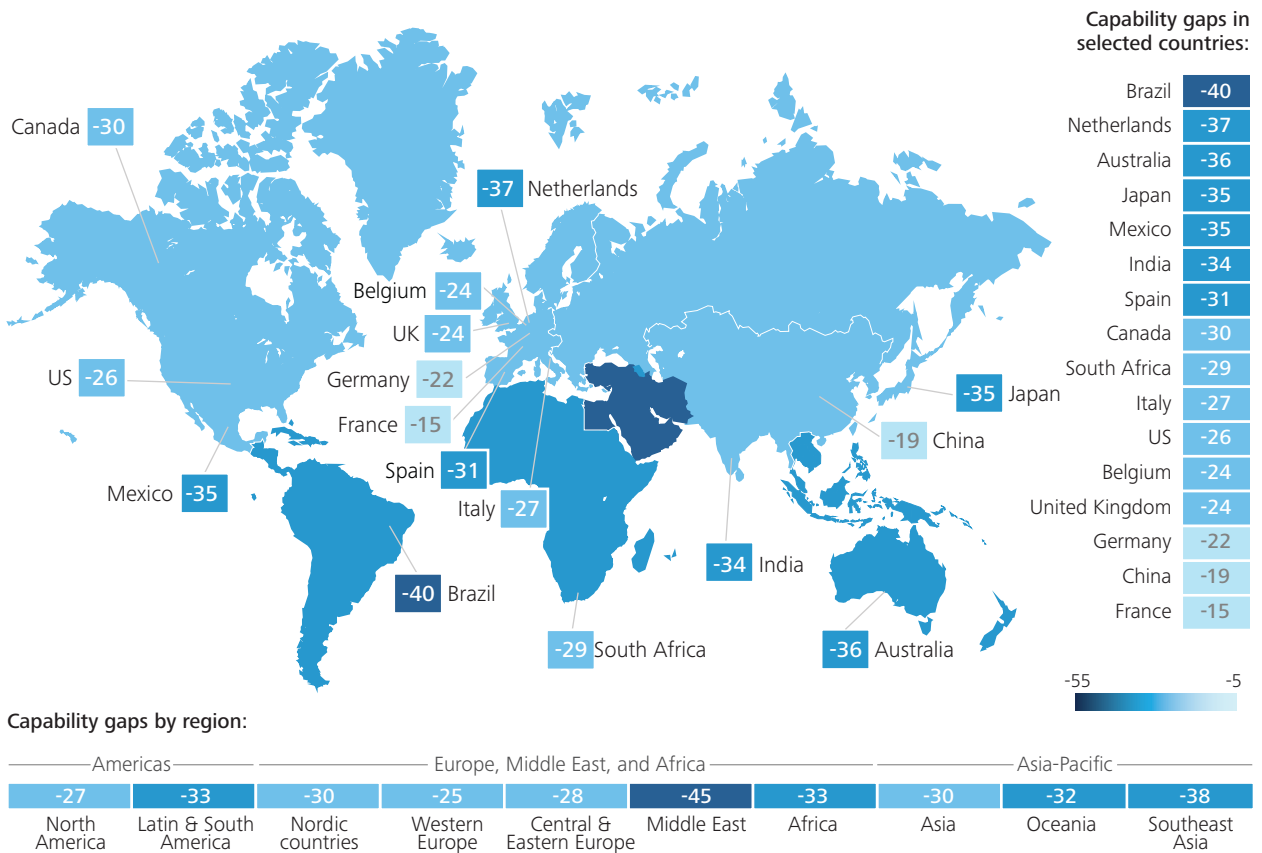 Capability gaps in
selected countries:
Brazil -40
Netherlands -37
Australia -36
Japan -35
Mexico -35
India -34
Spain -31
Canada -30
South Africa -29
Italy -27
US -26
Belgium -24
United Kingdom -24
Germany -22
China -19
France -15
-55 -5
Canada -30
-37 Netherlands
Belgium -24
UK -24
US -26
Germany -22
-35 Japan
France -15
-19 China
Spain -31
Mexico -35
Italy -27
-34 India
-40 Brazil
-29 South Africa
-36 Australia
Capability gaps by region:
Americas Europe, Middle East, and Africa Asia-Pacific
-27 -33 -30 -25 -28 -45 -33 -30 -32 -38
North Latin & South Nordic Western Central & Middle East Africa Asia Oceania Southeast
America America countries Europe Eastern Europe Asia